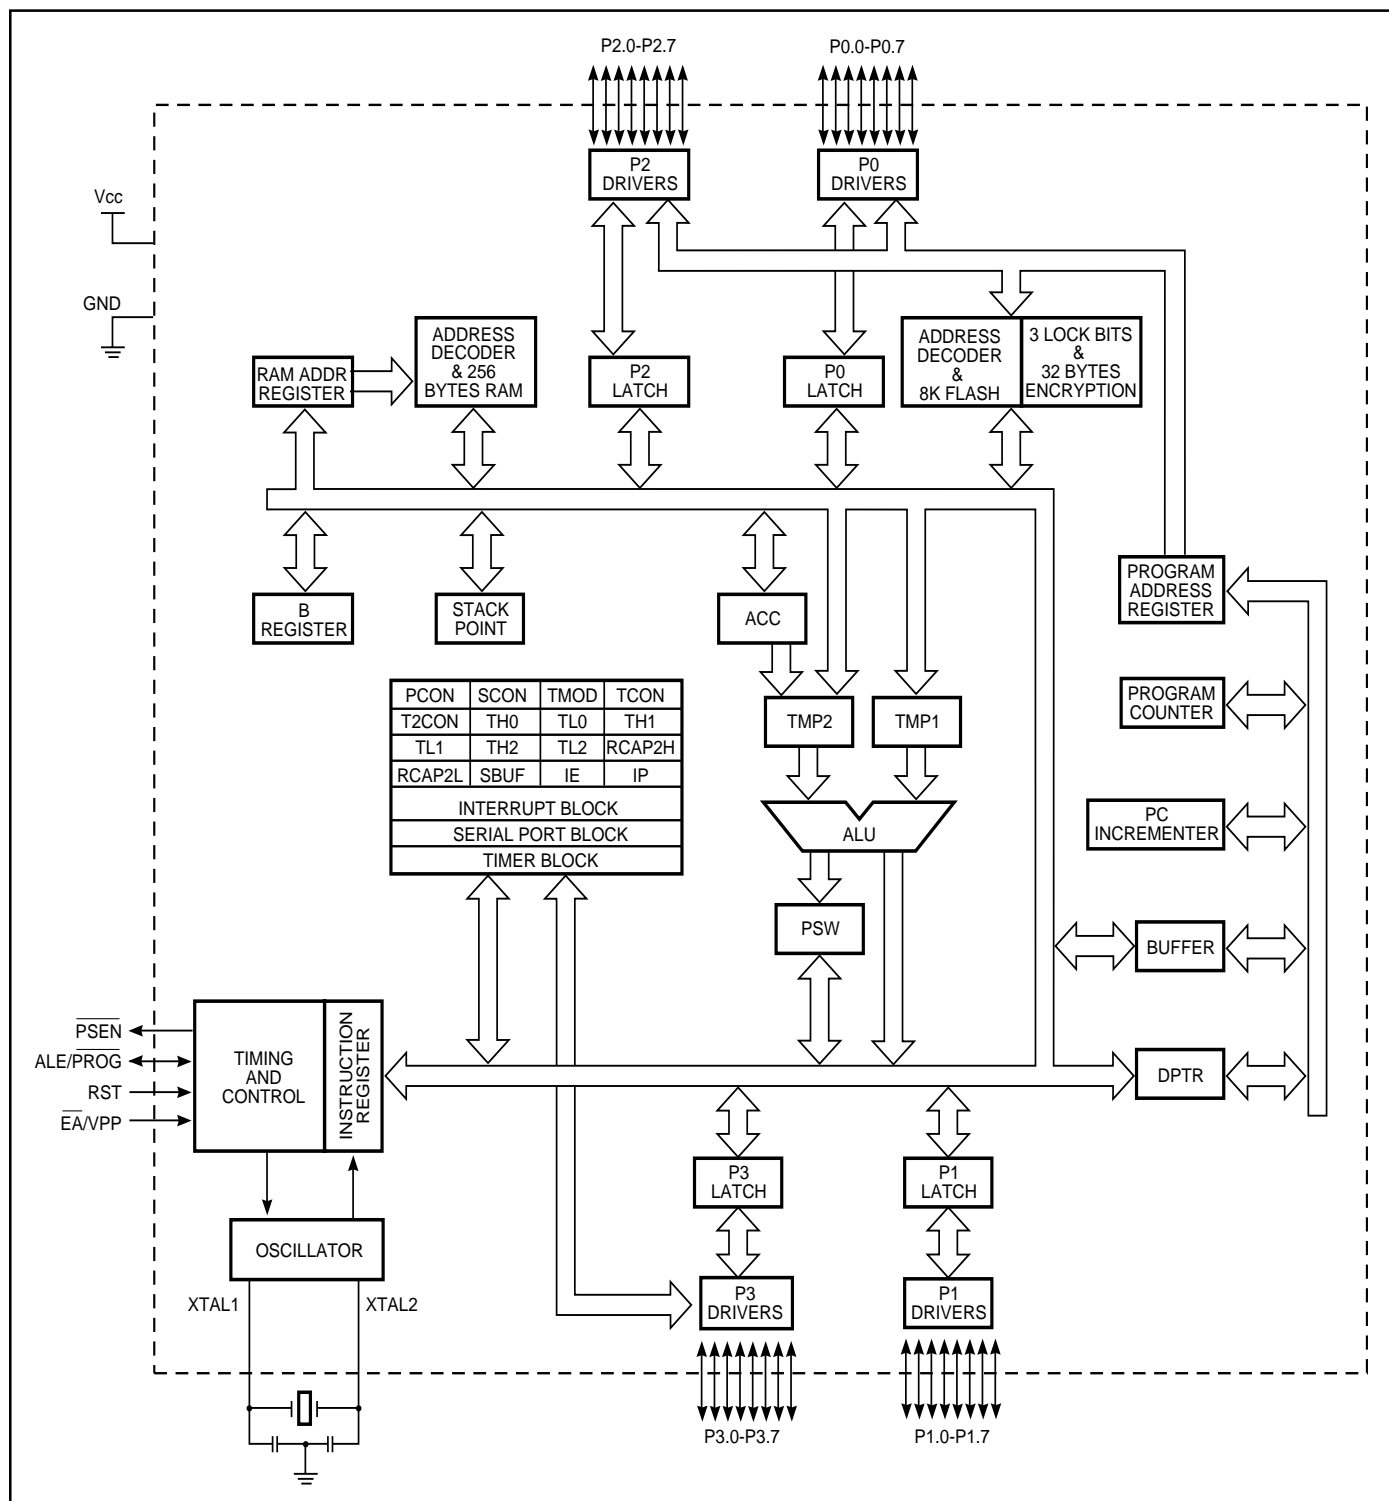 P2.0-P2.7
P0.0-P0.7
P2
DRIVERS
P0
DRIVERS
Vcc
GND
ADDRESS
DECODER
& 256
BYTES RAM
RAM ADDR
REGISTER
P2
LATCH
P0
LATCH
ADDRESS
DECODER
&
8K FLASH
3 LOCK BITS
&
32 BYTES
ENCRYPTION
B
REGISTER
STACK
POINT
ACC
PROGRAM
ADDRESS
REGISTER
PCON SCON TMOD TCON
T2CON TH0 TL0 TH1
TL1 TH2 TL2 RCAP2H
RCAP2L SBUF IE IP
INTERRUPT BLOCK
SERIAL PORT BLOCK
TIMER BLOCK
TMP2
TMP1
PROGRAM
COUNTER
ALU
PC
INCREMENTER
PSW
BUFFER
PSEN
ALE/PROG
RST
EA/VPP
TIMING
AND
CONTROL
INSTRUCTION
REGISTER
DPTR
P3
LATCH
P1
LATCH
OSCILLATOR
XTAL1
XTAL2
P3
DRIVERS
P1
DRIVERS
P3.0-P3.7
P1.0-P1.7